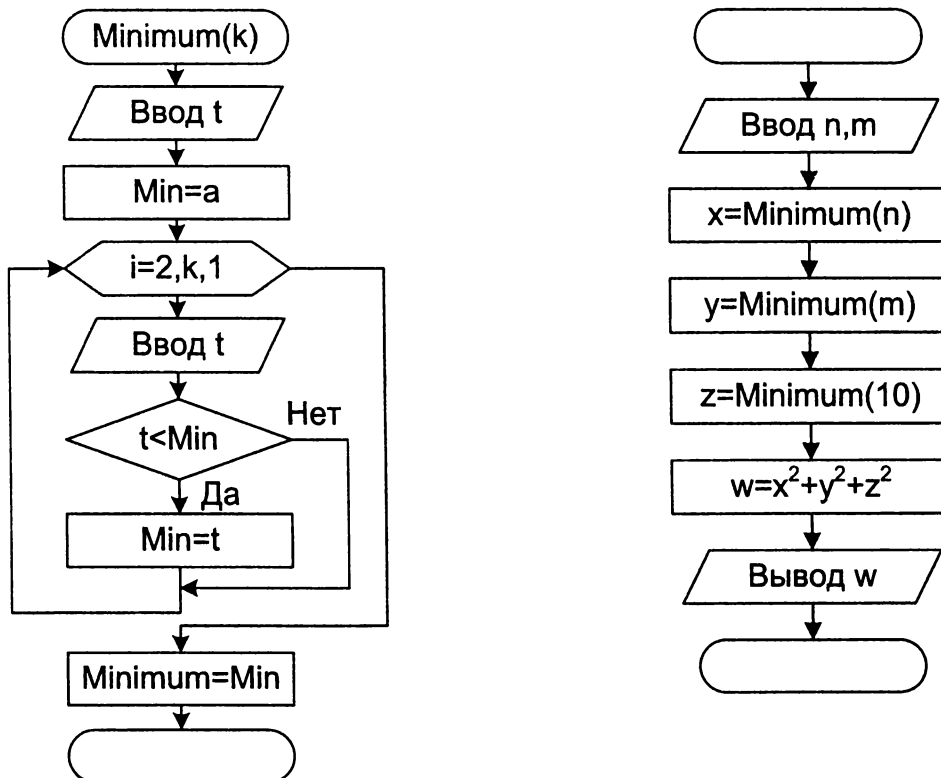 Minimum(k)
Ввод t
Min=a
i=2,k,1
Ввод t
t<Min
Нет
Да
Min=t
Minimum=Min
Ввод n,m
x=Minimum(n)
y=Minimum(m)
z=Minimum(10)
w=x²+y²+z²
Вывод w